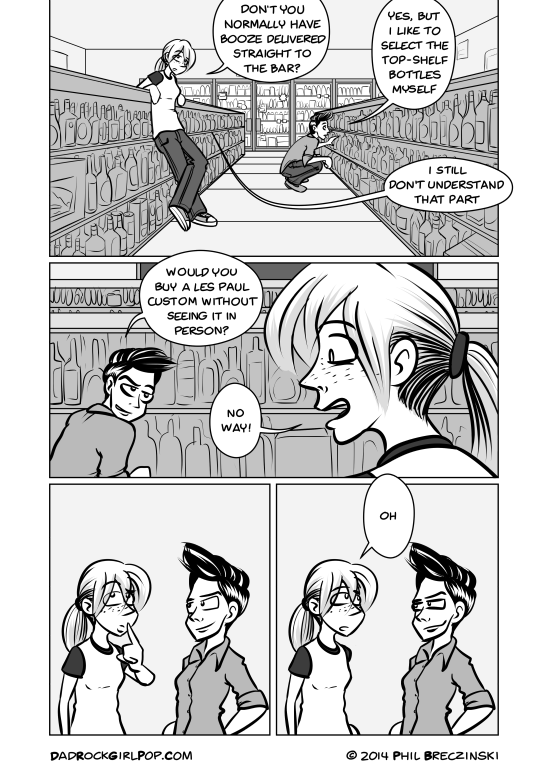 DON'T YOU
NORMALLY HAVE
BOOZE DELIVERED
STRAIGHT TO
THE BAR?
YES, BUT
I LIKE TO
SELECT THE
TOP-SHELF
BOTTLES
MYSELF
I STILL
DON'T UNDERSTAND
THAT PART
WOULD YOU
BUY A LES PAUL
CUSTOM WITHOUT
SEEING IT IN
PERSON?
NO
WAY!
OH
DADROCKGIRLPOP.COM
© 2014 PHIL BRECZINSKI